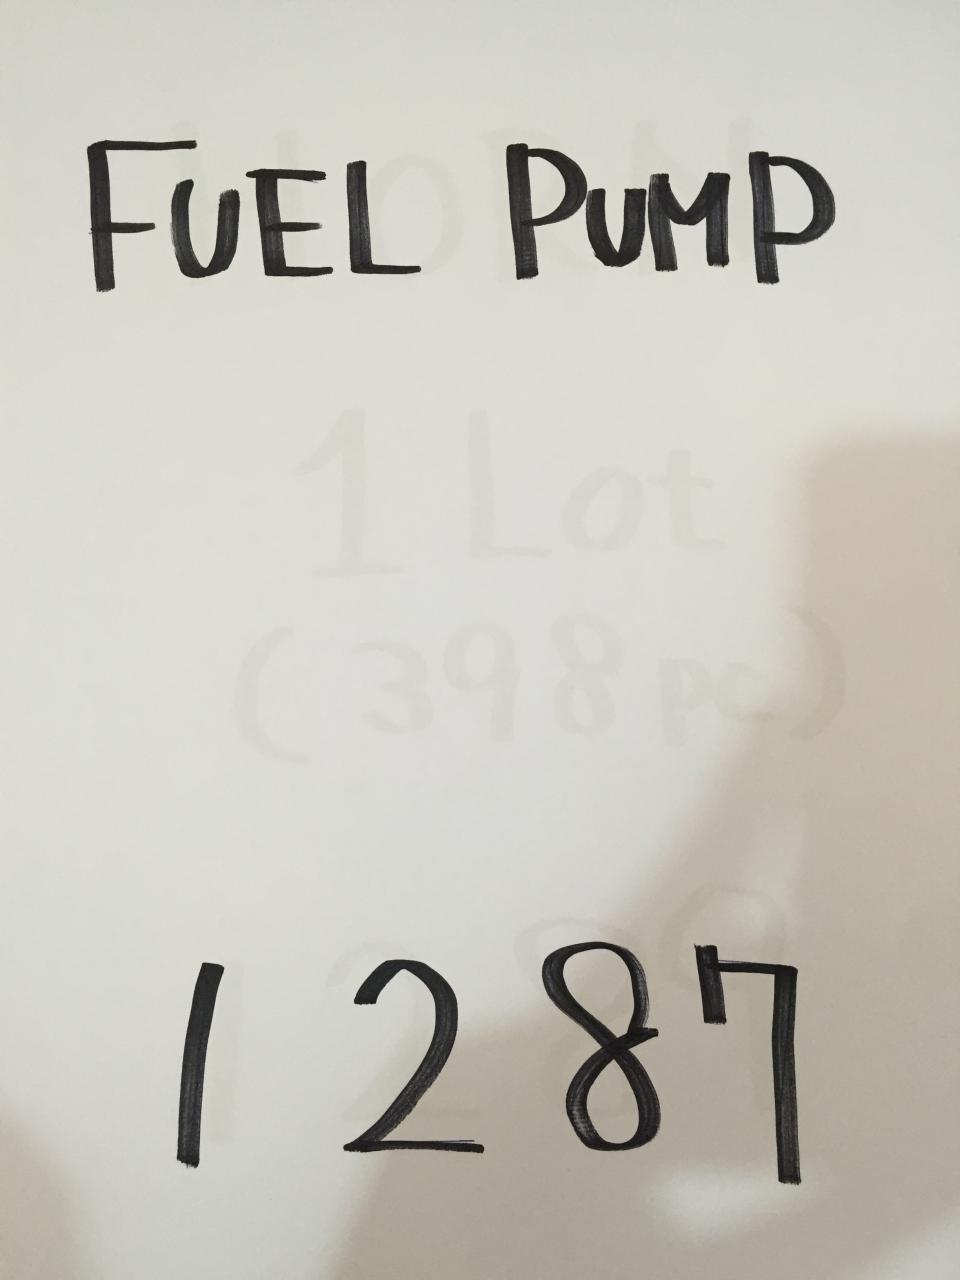 FUEL PUMP
1 Lot
(398 pc)
1287